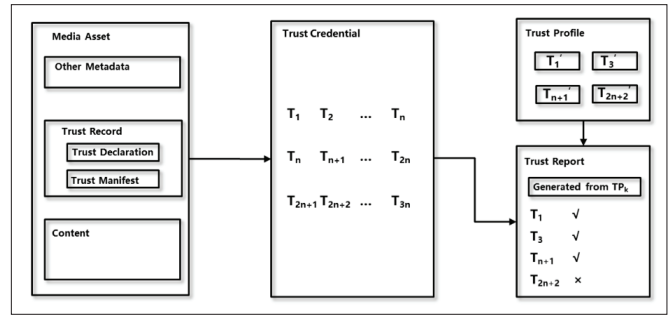 Media Asset
Other Metadata
Trust Record
Trust Declaration
Trust Manifest
Content
Trust Credential
T₁ T₂ ... Tₙ
Tₙ Tₙ₊₁ ... T₂ₙ
T₂ₙ₊₁ T₂ₙ₊₂ ... T₃ₙ
Trust Profile
T₁′ T₃′
Tₙ₊₁′ T₂ₙ₊₂′
Trust Report
Generated from TPₖ
T₁ √
T₃ √
Tₙ₊₁ √
T₂ₙ₊₂ ×